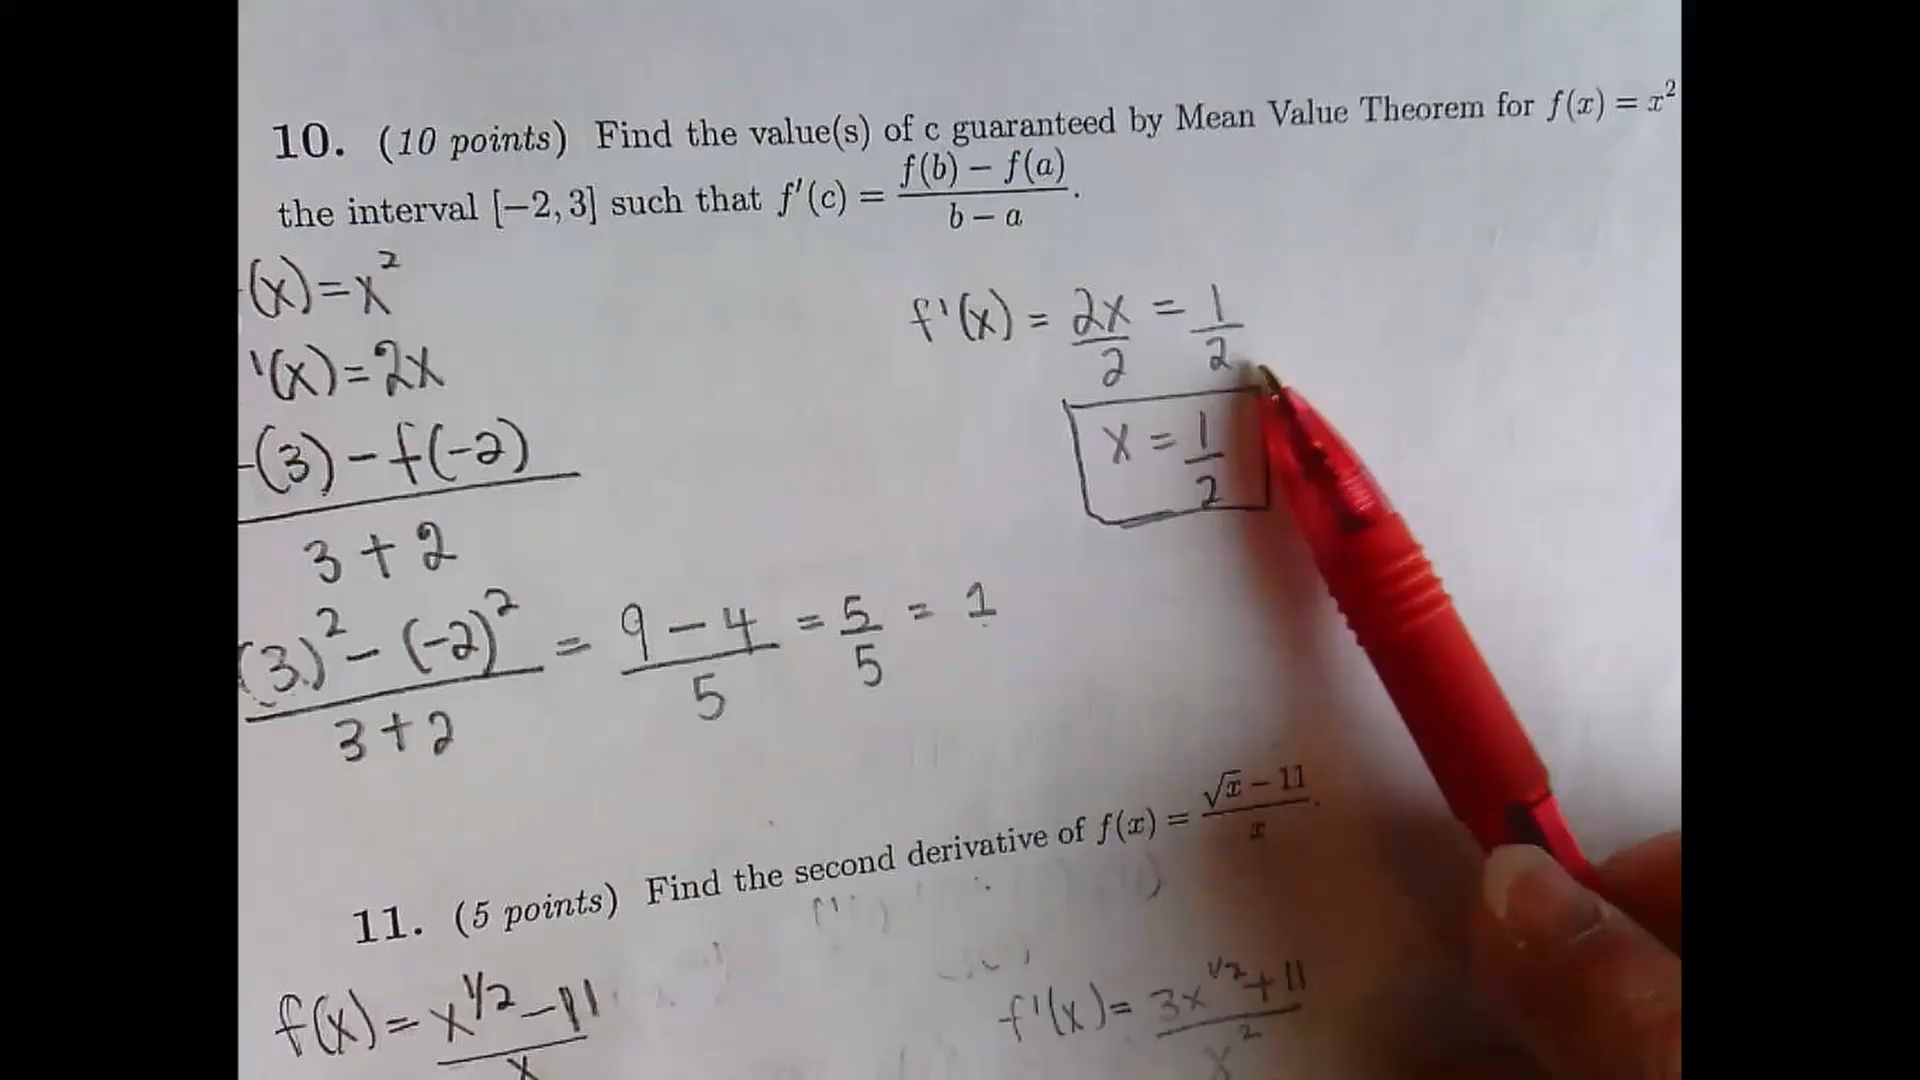 10. (10 points) Find the value(s) of c guaranteed by Mean Value Theorem for f(x) = x²
the interval [−2, 3] such that f′(c) = (f(b) − f(a))/(b − a).
(x) = x²
'(x) = 2x
(3) − f(−2)
3 + 2
(3)² − (−2)² = 9 − 4 = 5 = 1
3 + 2 5 5
f'(x) = 2x = 1
2 2
x = 1
2
11. (5 points) Find the second derivative of f(x) = (√x − 11)/x.
f(x) = x^1/2 − 11
x
f'(x) = 3x^1/2 + 11
x²